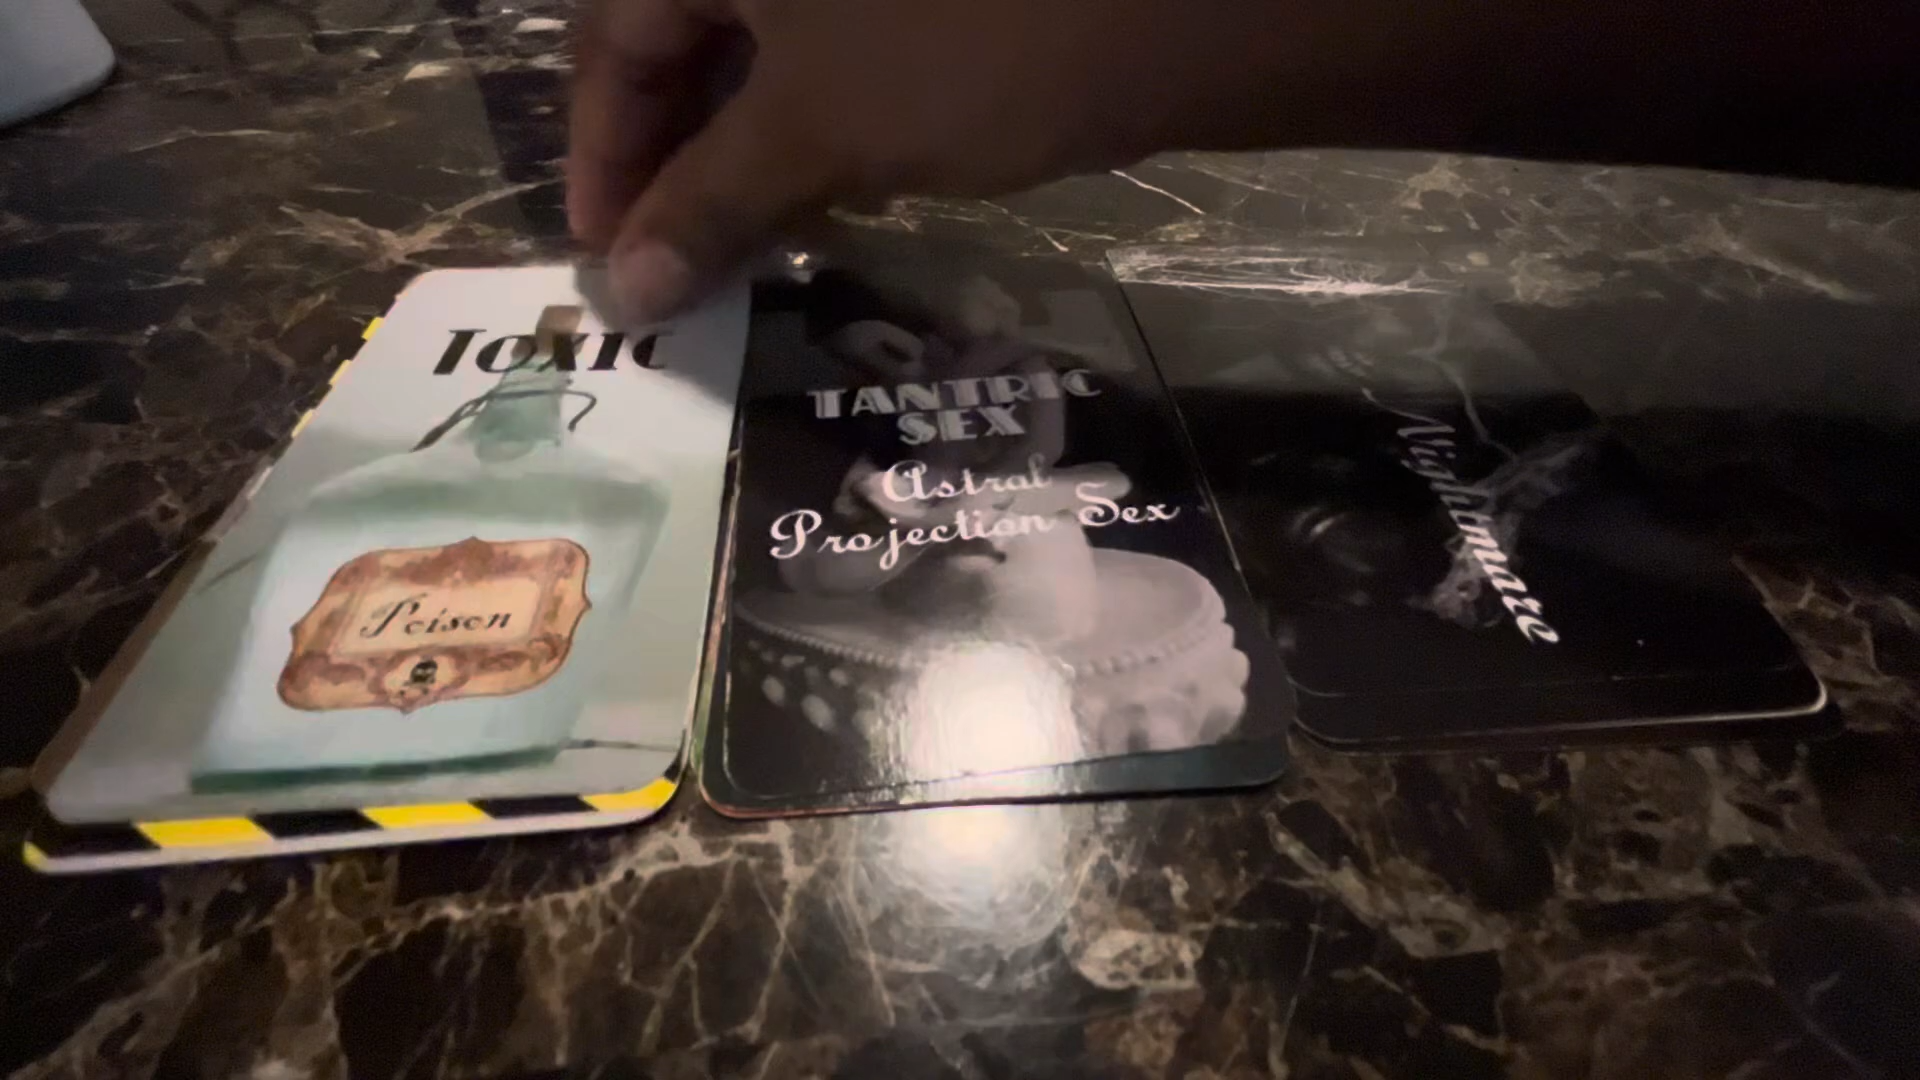 TOXIC
Poison
TANTRIC
SEX
Astral
Projection Sex
Nightmare